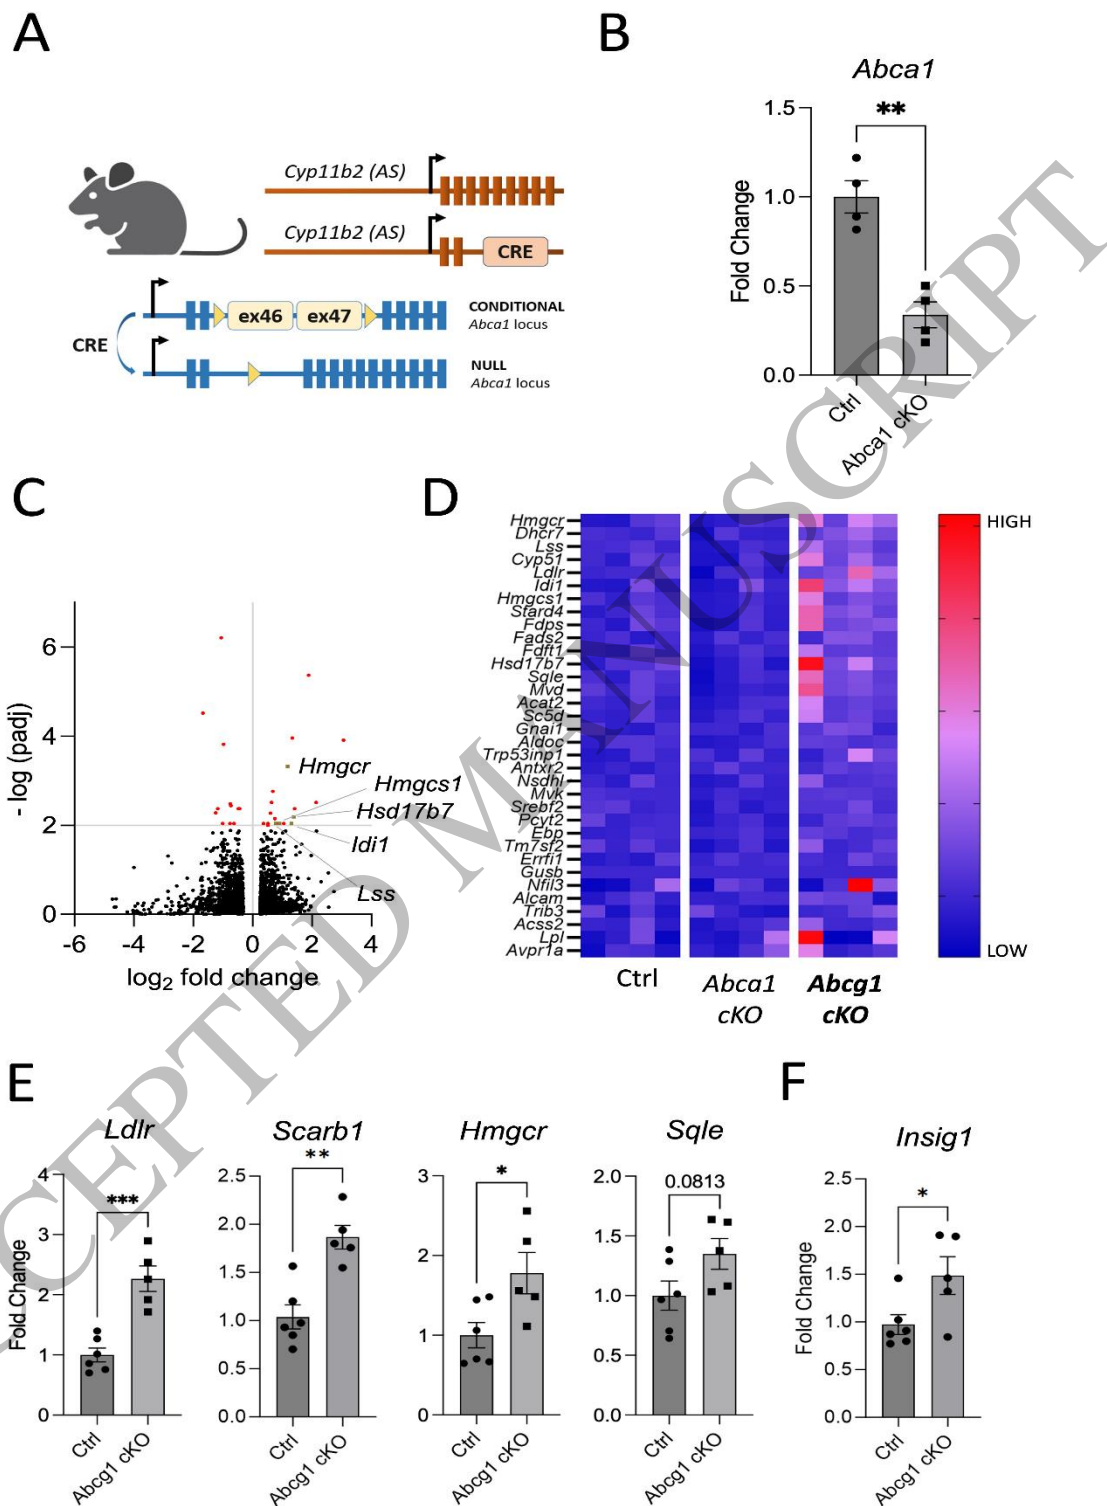 A
Cyp11b2 (AS)
Cyp11b2 (AS)
CRE
ex46
ex47
CONDITIONAL
Abca1 locus
CRE
NULL
Abca1 locus
B
Abca1
**
Fold Change
1.5
1.0
0.5
0.0
Ctrl
Abca1 cKO
C
- log (padj)
6
4
2
0
-6 -4 -2 0 2 4
log2 fold change
Hmgcr
Hmgcs1
Hsd17b7
Idi1
Lss
D
Hmgcr
Dhcr7
Lss
Cyp51
Ldlr
Idi1
Hmgcs1
Stard4
Fdps
Fads2
Fdft1
Hsd17b7
Sqle
Mvd
Acat2
Sc5d
Gnai1
Aldoc
Trp53inp1
Antxr2
Nsdhl
Mvk
Srebf2
Pcyt2
Ebp
Tm7sf2
Errfi1
Gusb
Nfil3
Alcam
Trib3
Acss2
Lpl
Avpr1a
Ctrl
Abca1
cKO
Abcg1
cKO
HIGH
LOW
E
Ldlr
***
Fold Change
4
3
2
1
0
Ctrl
Abcg1 cKO
Scarb1
**
2.5
2.0
1.5
1.0
0.5
0.0
Ctrl
Abcg1 cKO
Hmgcr
*
3
2
1
0
Ctrl
Abcg1 cKO
Sqle
0.0813
2.0
1.5
1.0
0.5
0.0
Ctrl
Abcg1 cKO
F
Insig1
*
Fold Change
2.5
2.0
1.5
1.0
0.5
0.0
Ctrl
Abcg1 cKO
CCEPTED MANUSCRIPT